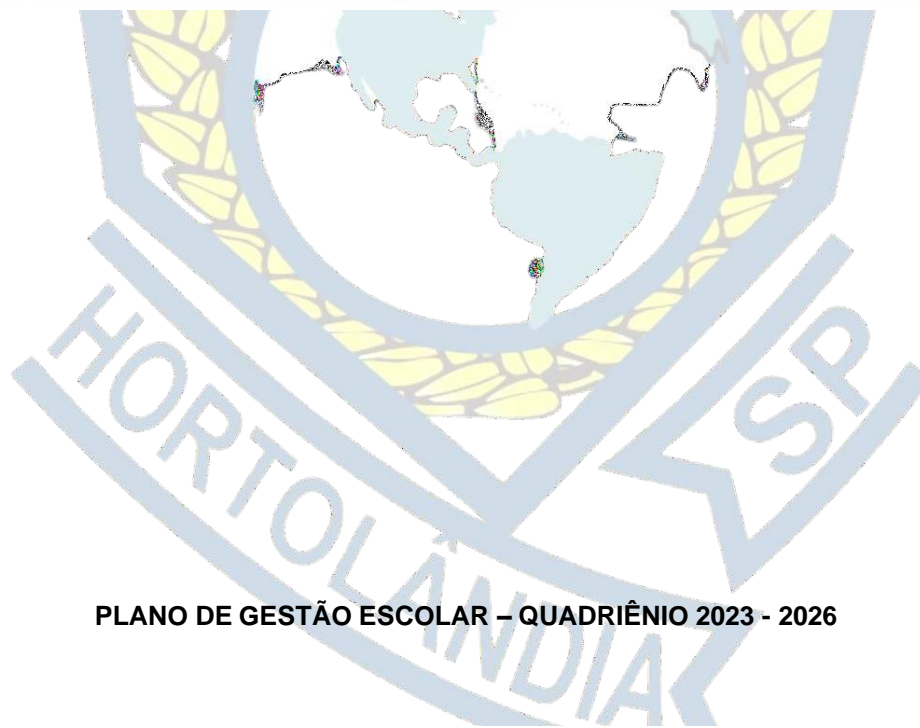 HORTOLÂNDIA
SP
PLANO DE GESTÃO ESCOLAR – QUADRIÊNIO 2023 - 2026